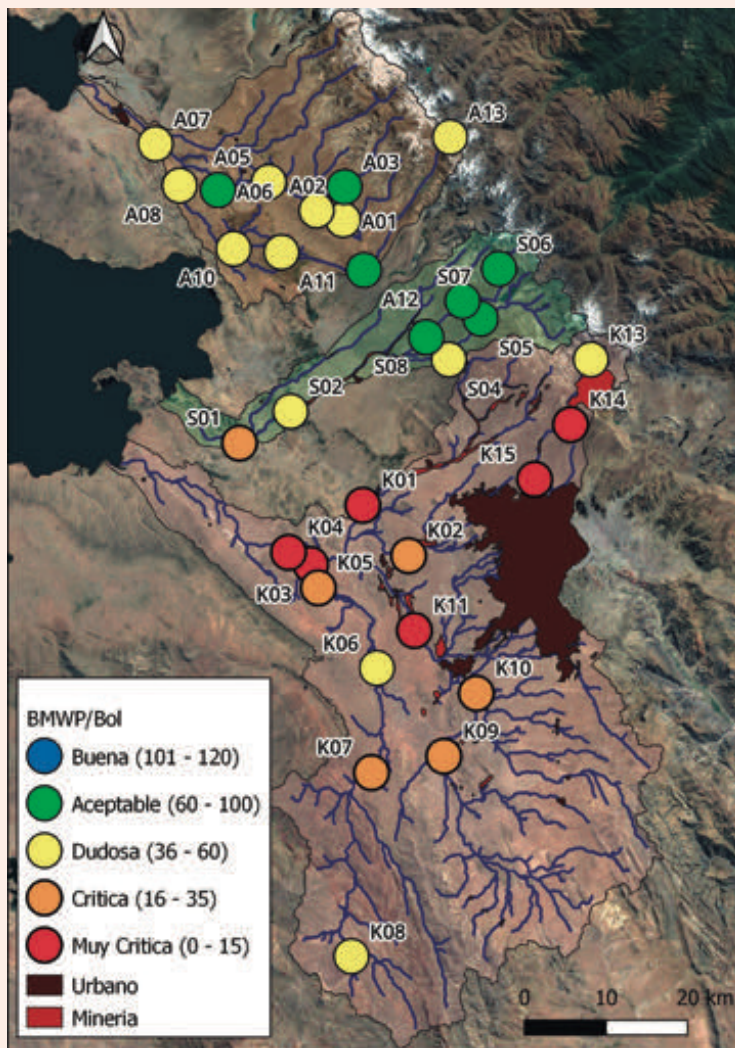 A07
A13
A05
A03
A06
A02
A08
A01
A10
A11
S06
S07
A12
K13
S05
S08
S02
S04
K14
S01
K15
K01
K04
K02
K05
K03
K11
K06
K10
K09
K07
K08
BMWP/Bol
Buena (101 - 120)
Aceptable (60 - 100)
Dudosa (36 - 60)
Critica (16 - 35)
Muy Critica (0 - 15)
Urbano
Mineria
0 10 20 km